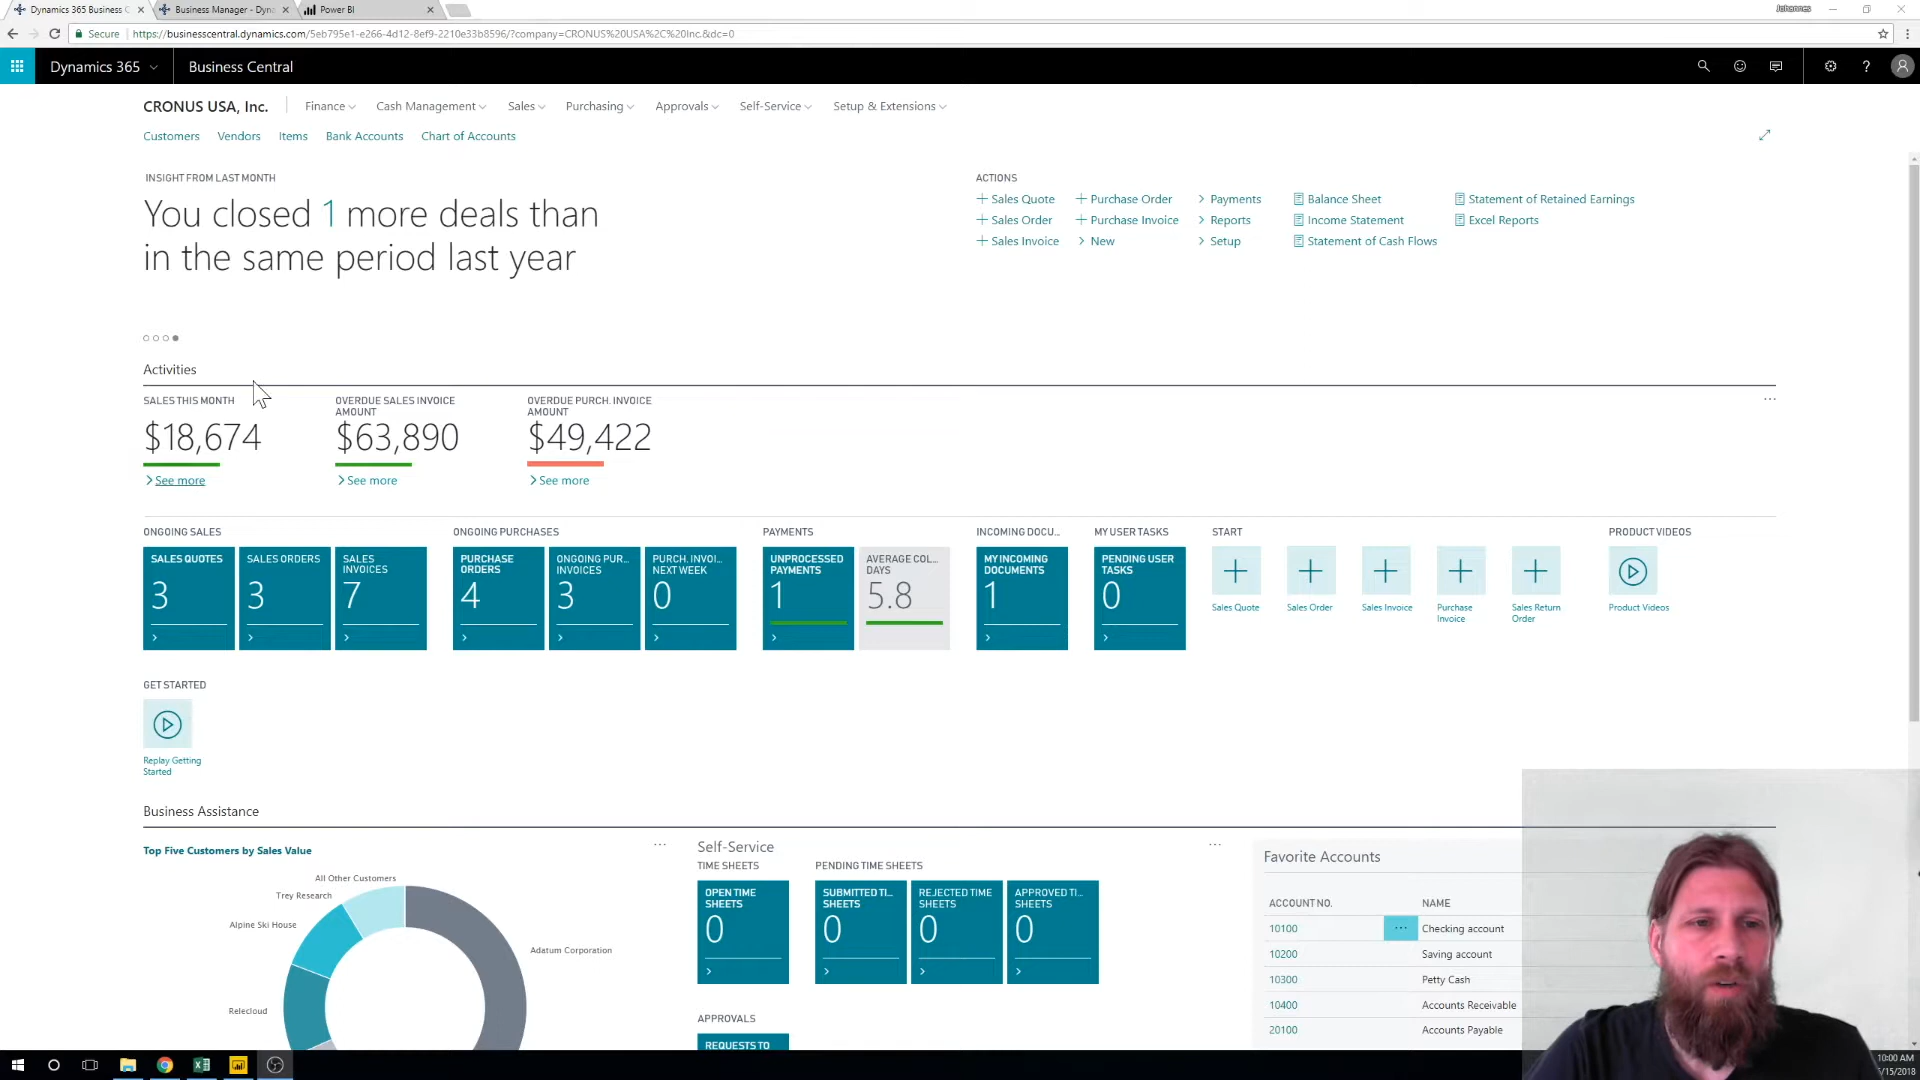 Dynamics 365 Business C
Business Manager - Dyna
Power BI
Johannes
Secure
https://businesscentral.dynamics.com/5eb795e1-e266-4d12-8ef9-2210e33b8596/?company=CRONUS%20USA%2C%20Inc.&dc=0
Dynamics 365
Business Central
CRONUS USA, Inc.
Finance
Cash Management
Sales
Purchasing
Approvals
Self-Service
Setup & Extensions
Customers
Vendors
Items
Bank Accounts
Chart of Accounts
INSIGHT FROM LAST MONTH
You closed 1 more deals than
in the same period last year
ACTIONS
Sales Quote
Purchase Order
Payments
Balance Sheet
Statement of Retained Earnings
Sales Order
Purchase Invoice
Reports
Income Statement
Excel Reports
Sales Invoice
New
Setup
Statement of Cash Flows
Activities
SALES THIS MONTH
$18,674
See more
OVERDUE SALES INVOICE
AMOUNT
$63,890
See more
OVERDUE PURCH. INVOICE
AMOUNT
$49,422
See more
ONGOING SALES
SALES QUOTES
3
SALES ORDERS
3
SALES
INVOICES
7
ONGOING PURCHASES
PURCHASE
ORDERS
4
ONGOING PUR...
INVOICES
3
PURCH. INVOI...
NEXT WEEK
0
PAYMENTS
UNPROCESSED
PAYMENTS
1
AVERAGE COL...
DAYS
5.8
INCOMING DOCU...
MY INCOMING
DOCUMENTS
1
MY USER TASKS
PENDING USER
TASKS
0
START
Sales Quote
Sales Order
Sales Invoice
Purchase
Invoice
Sales Return
Order
PRODUCT VIDEOS
Product Videos
GET STARTED
Replay Getting
Started
Business Assistance
Top Five Customers by Sales Value
All Other Customers
Trey Research
Alpine Ski House
Adatum Corporation
Relecloud
Self-Service
TIME SHEETS
OPEN TIME
SHEETS
0
PENDING TIME SHEETS
SUBMITTED TI...
SHEETS
0
REJECTED TIME
SHEETS
0
APPROVED TI...
SHEETS
0
APPROVALS
REQUESTS TO
Favorite Accounts
ACCOUNT NO.
NAME
10100
Checking account
10200
Saving account
10300
Petty Cash
10400
Accounts Receivable
20100
Accounts Payable
10:00 AM
/15/2018